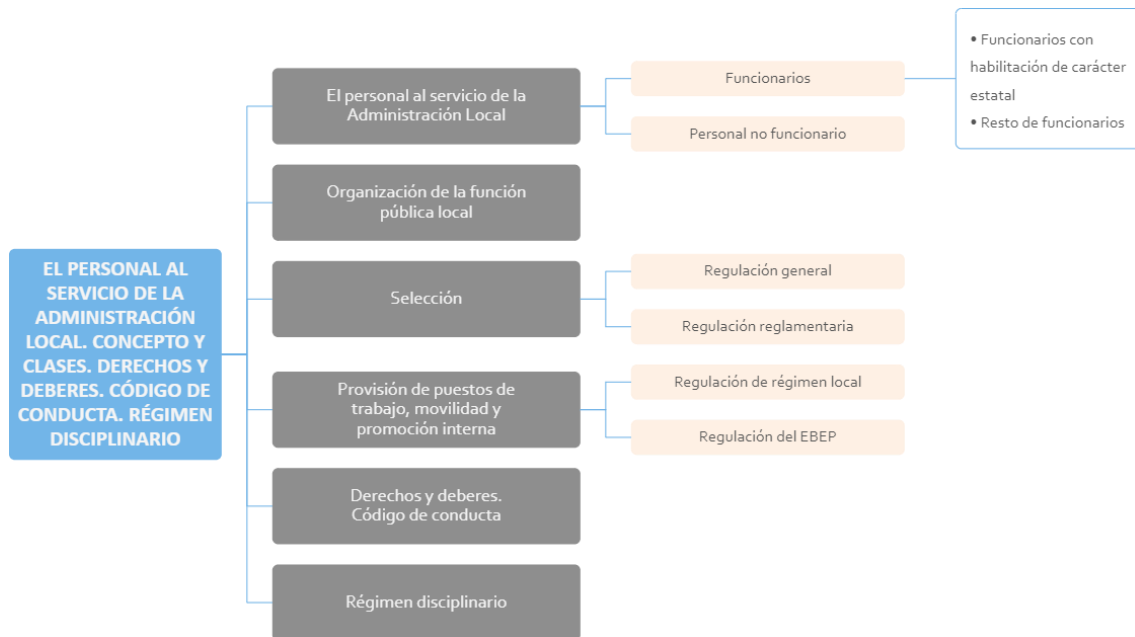 EL PERSONAL AL
SERVICIO DE LA
ADMINISTRACIÓN
LOCAL. CONCEPTO Y
CLASES. DERECHOS Y
DEBERES. CÓDIGO DE
CONDUCTA. RÉGIMEN
DISCIPLINARIO
El personal al servicio de la
Administración Local
Funcionarios
• Funcionarios con
habilitación de carácter
estatal
• Resto de funcionarios
Personal no funcionario
Organización de la función
pública local
Selección
Regulación general
Regulación reglamentaria
Provisión de puestos de
trabajo, movilidad y
promoción interna
Regulación de régimen local
Regulación del EBEP
Derechos y deberes.
Código de conducta
Régimen disciplinario